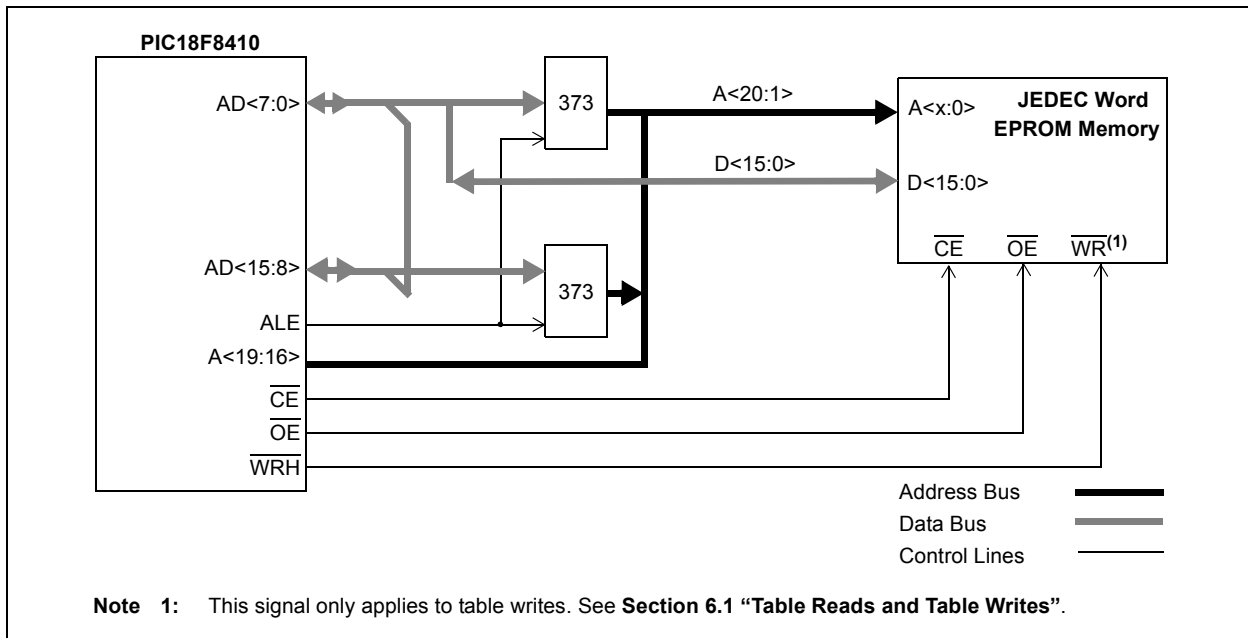 PIC18F8410
AD<7:0>
373
A<20:1>
A<x:0>
JEDEC Word
EPROM Memory
D<15:0>
D<15:0>
CE
OE
WR(1)
AD<15:8>
373
ALE
A<19:16>
CE
OE
WRH
Address Bus
Data Bus
Control Lines
Note 1: This signal only applies to table writes. See Section 6.1 “Table Reads and Table Writes”.